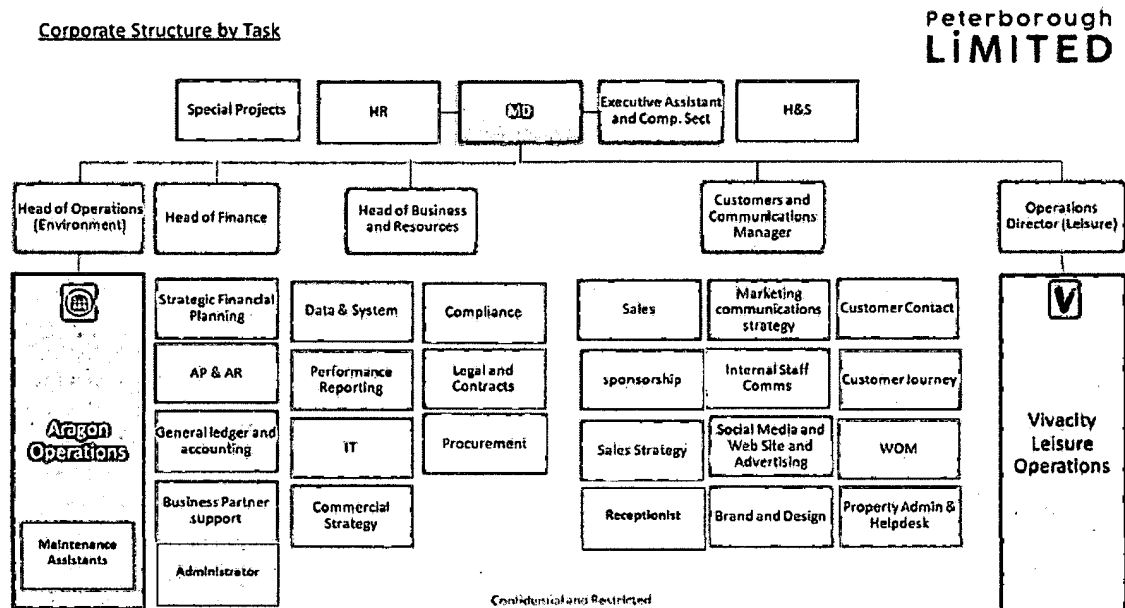 Corporate Structure by Task
Peterborough
LiMITED
Special Projects
HR
MD
Executive Assistant
and Comp. Sect
H&S
Head of Operations
(Environment)
Head of Finance
Head of Business
and Resources
Customers and
Communications
Manager
Operations
Director (Leisure)
Strategic Financial
Planning
Data & System
Compliance
Sales
Marketing
communications
strategy
Customer Contact
V
AP & AR
Performance
Reporting
Legal and
Contracts
sponsorship
Internal Staff
Comms
Customer Journey
Aragon
Operations
General ledger and
accounting
IT
Procurement
Sales Strategy
Social Media and
Web Site and
Advertising
WOM
Vivacity
Leisure
Operations
Business Partner
support
Commercial
Strategy
Receptionist
Brand and Design
Property Admin &
Helpdesk
Maintenance
Assistants
Administrator
Confidential and Restricted